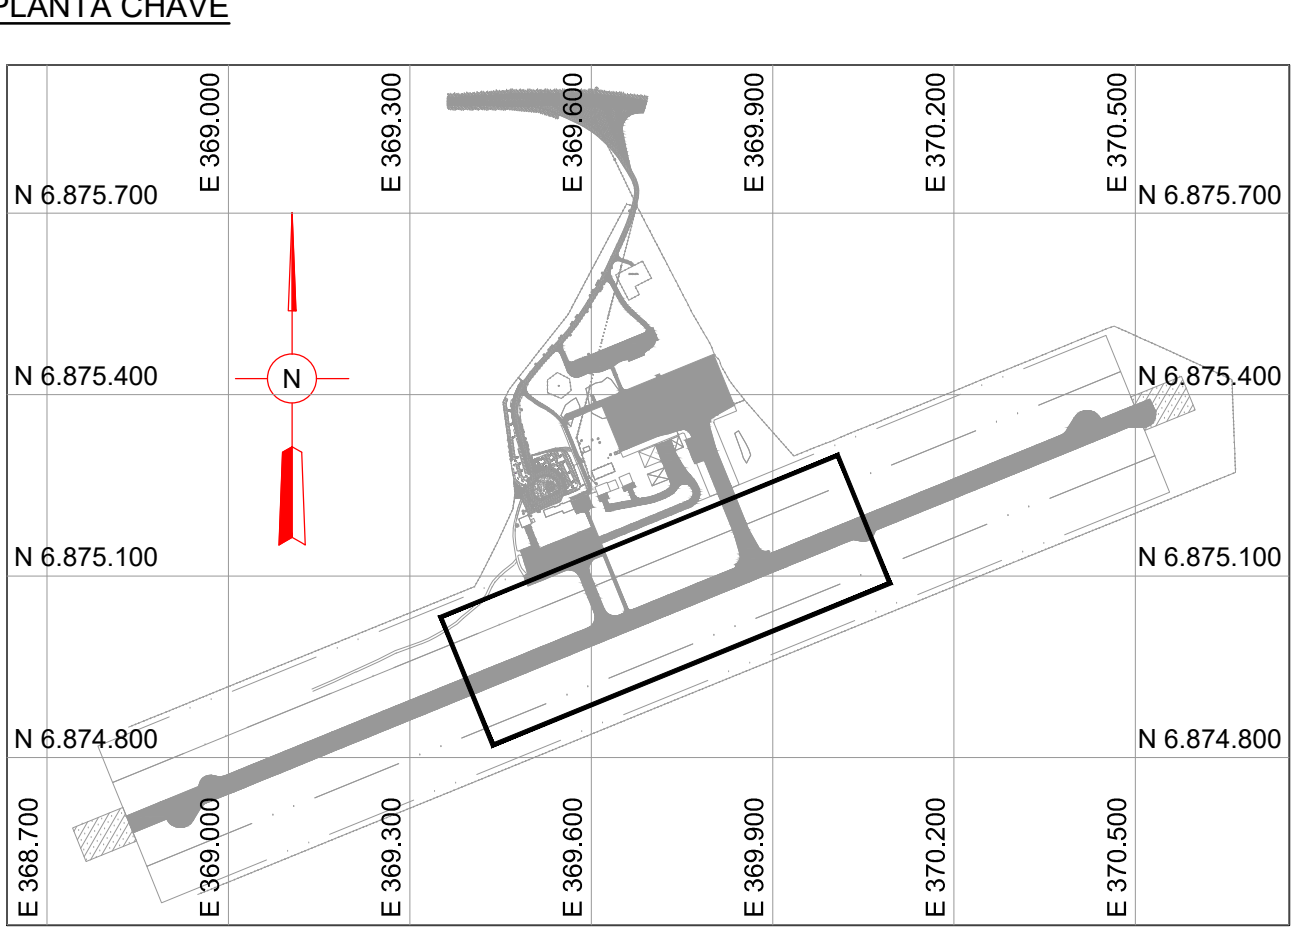 PLANTA CHAVE
E 369.000
E 369.300
E 369.600
E 369.900
E 370.200
E 370.500
N 6.875.700
N 6.875.700
N
N 6.875.400
N 6.875.400
N 6.875.100
N 6.875.100
N 6.874.800
N 6.874.800
E 368.700
E 369.000
E 369.300
E 369.600
E 369.900
E 370.200
E 370.500